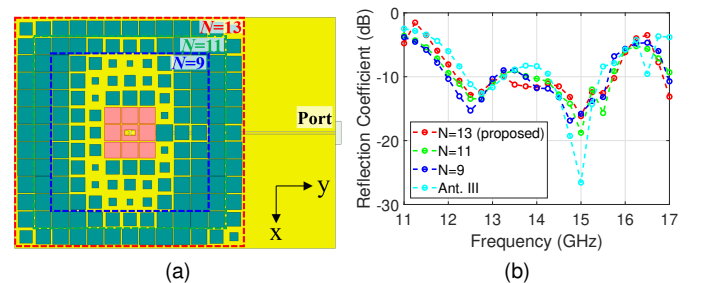 N=13
N=11
N=9
Port
y
x
(a)
Reflection Coefficient (dB)
0
-10
-20
-30
N=13 (proposed)
N=11
N=9
Ant. III
11 12 13 14 15 16 17
Frequency (GHz)
(b)